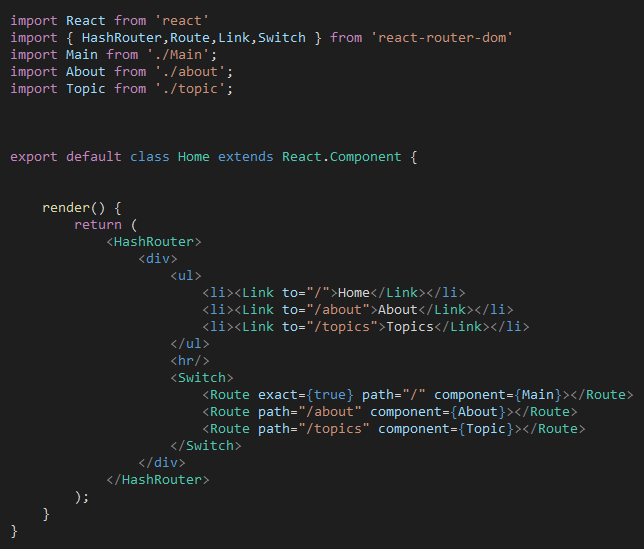 import React from 'react'
import { HashRouter,Route,Link,Switch } from 'react-router-dom'
import Main from './Main';
import About from './about';
import Topic from './topic';
export default class Home extends React.Component {
    render() {
        return (
            <HashRouter>
                <div>
                    <ul>
                        <li><Link to="/">Home</Link></li>
                        <li><Link to="/about">About</Link></li>
                        <li><Link to="/topics">Topics</Link></li>
                    </ul>
                    <hr/>
                    <Switch>
                        <Route exact={true} path="/" component={Main}></Route>
                        <Route path="/about" component={About}></Route>
                        <Route path="/topics" component={Topic}></Route>
                    </Switch>
                </div>
            </HashRouter>
        );
    }
}